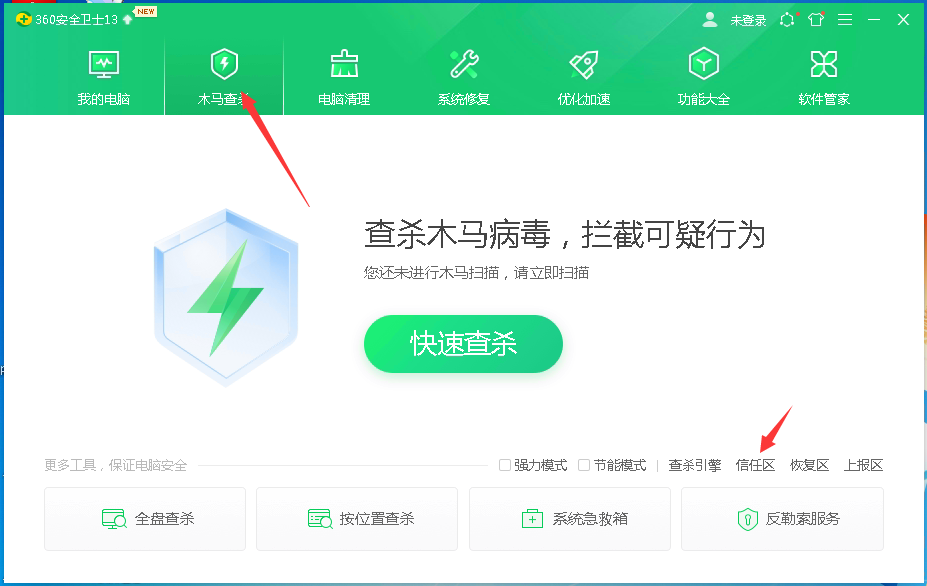 360安全卫士13 NEW 未登录
我的电脑 木马查杀 电脑清理 系统修复 优化加速 功能大全 软件管家
查杀木马病毒，拦截可疑行为
您还未进行木马扫描，请立即扫描
快速查杀
更多工具，保证电脑安全 强力模式 节能模式 | 查杀引擎 信任区 恢复区 上报区
全盘查杀 按位置查杀 系统急救箱 反勒索服务